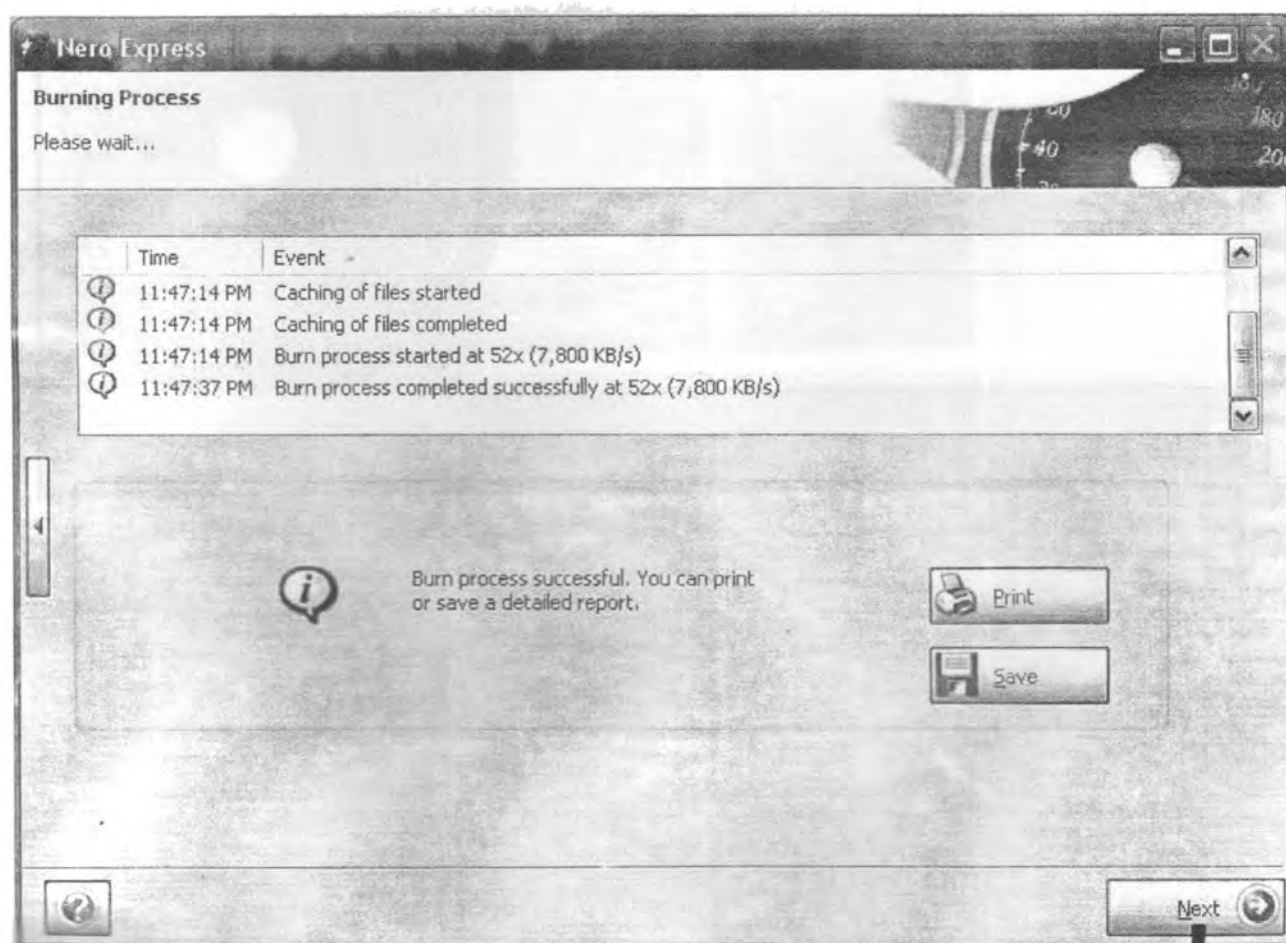 Nero Express
Burning Process
Please wait...
60
40
180
Time Event
11:47:14 PM Caching of files started
11:47:14 PM Caching of files completed
11:47:14 PM Burn process started at 52x (7,800 KB/s)
11:47:37 PM Burn process completed successfully at 52x (7,800 KB/s)
Burn process successful. You can print
or save a detailed report.
Print
Save
Next